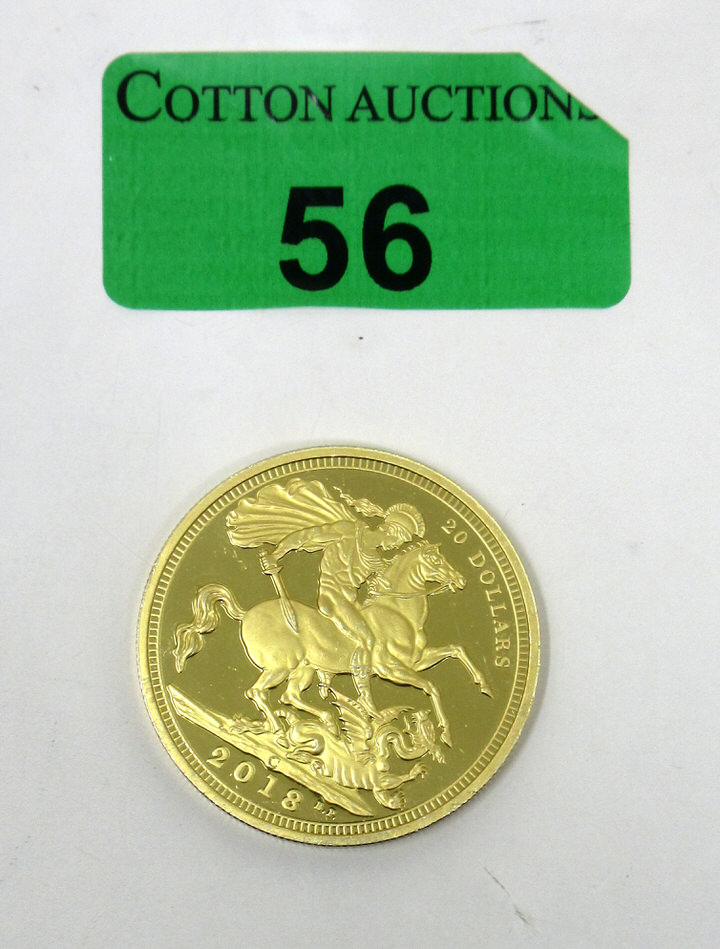 COTTON AUCTIONS
56
20 DOLLARS
C
2018 B.P.